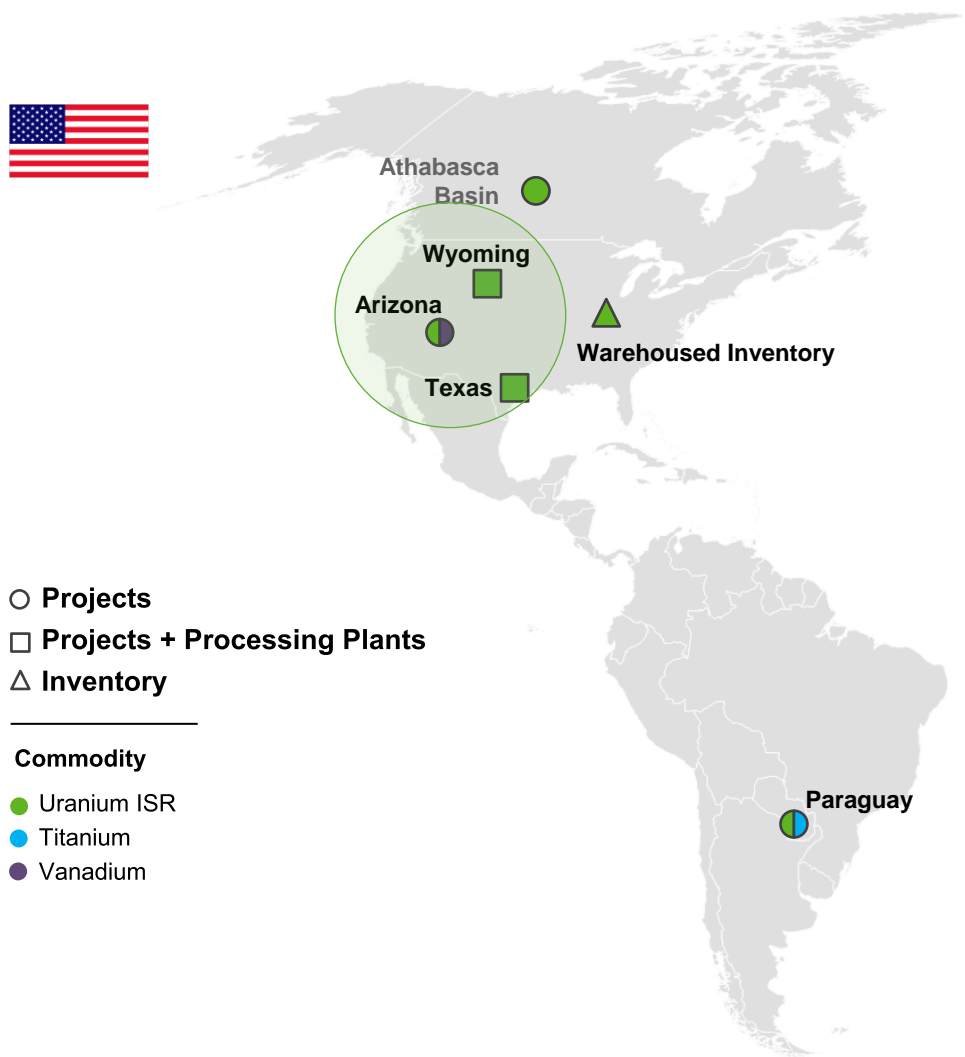 Athabasca
Basin
Wyoming
Arizona
Warehoused Inventory
Texas
Projects
Projects + Processing Plants
Inventory
Commodity
Uranium ISR
Titanium
Vanadium
Paraguay